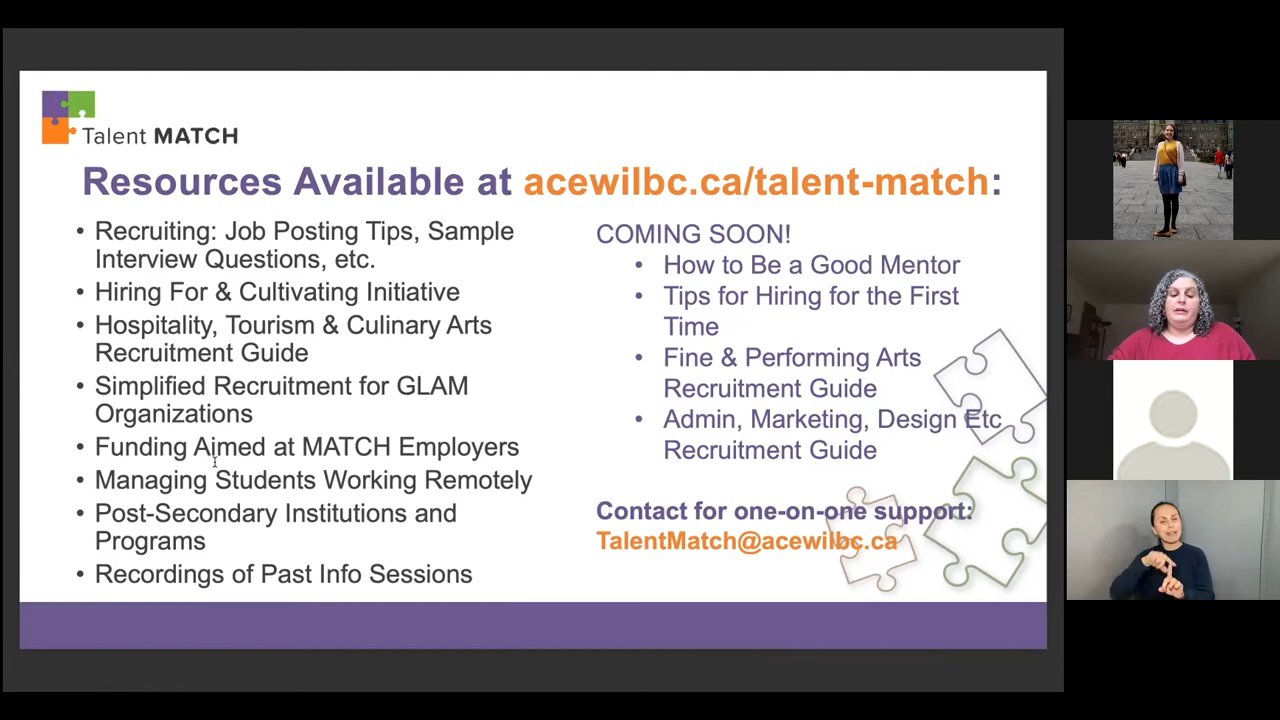 Talent MATCH
Resources Available at acewilbc.ca/talent-match:
• Recruiting: Job Posting Tips, Sample
Interview Questions, etc.
• Hiring For & Cultivating Initiative
• Hospitality, Tourism & Culinary Arts
Recruitment Guide
• Simplified Recruitment for GLAM
Organizations
• Funding Aimed at MATCH Employers
• Managing Students Working Remotely
• Post-Secondary Institutions and
Programs
• Recordings of Past Info Sessions
COMING SOON!
• How to Be a Good Mentor
• Tips for Hiring for the First
Time
• Fine & Performing Arts
Recruitment Guide
• Admin, Marketing, Design Etc
Recruitment Guide
Contact for one-on-one support:
TalentMatch@acewilbc.ca